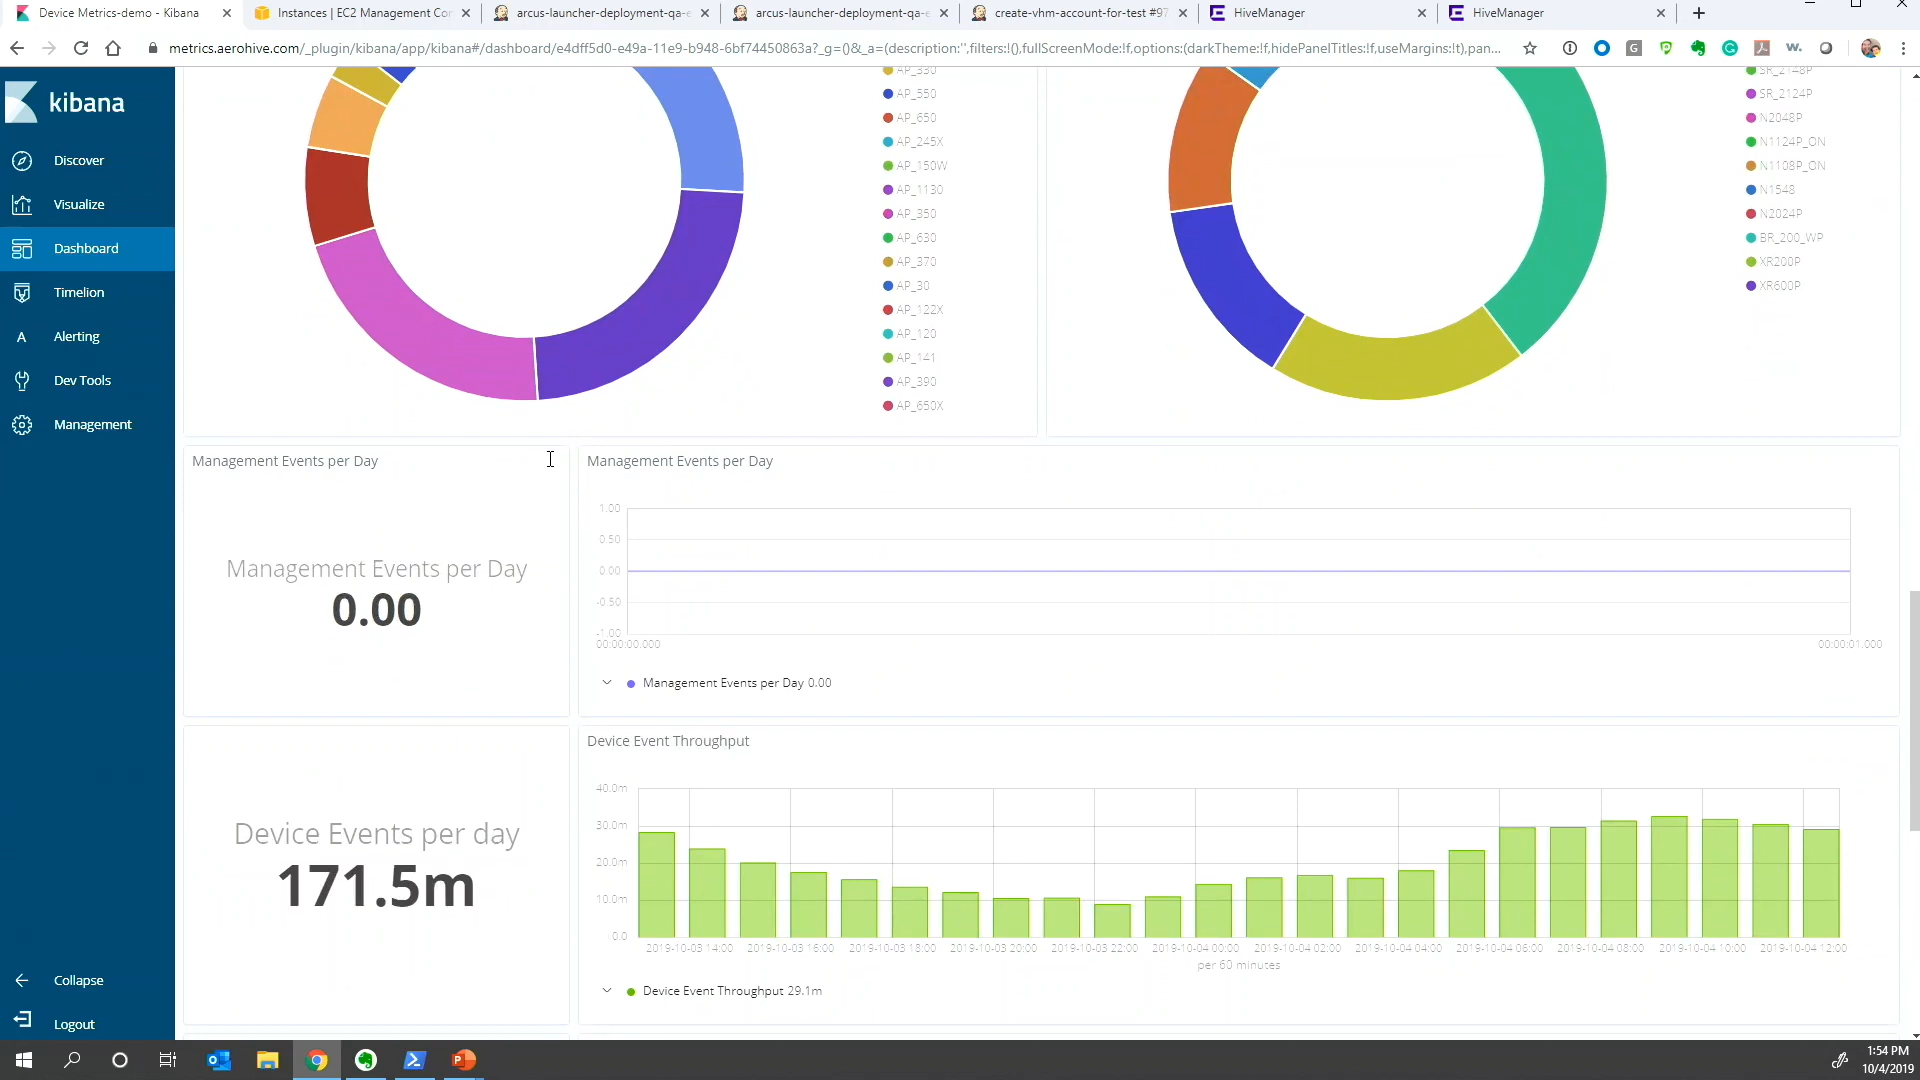 Device Metrics-demo - Kibana
Instances | EC2 Management Cor
arcus-launcher-deployment-qa-e
arcus-launcher-deployment-qa-e
create-vhm-account-for-test #97
HiveManager
HiveManager
metrics.aerohive.com/_plugin/kibana/app/kibana#/dashboard/e4dff5d0-e49a-11e9-b948-6bf74450863a?_g=()&_a=(description:'',filters:!(),fullScreenMode:!f,options:(darkTheme:!f,hidePanelTitles:!f,useMargins:!t),pan...
kibana
Discover
Visualize
Dashboard
Timelion
Alerting
Dev Tools
Management
Collapse
Logout
AP_330
AP_550
AP_650
AP_245X
AP_150W
AP_1130
AP_350
AP_630
AP_370
AP_30
AP_122X
AP_120
AP_141
AP_390
AP_650X
SR_2148P
SR_2124P
N2048P
N1124P_ON
N1108P_ON
N1548
N2024P
BR_200_WP
XR200P
XR600P
Management Events per Day
Management Events per Day
0.00
Management Events per Day
1.00
0.50
0.00
-0.50
-1.00
00:00:00.000
00:00:01.000
Management Events per Day 0.00
Device Events per day
171.5m
Device Event Throughput
40.0m
30.0m
20.0m
10.0m
0.0
2019-10-03 14:00
2019-10-03 16:00
2019-10-03 18:00
2019-10-03 20:00
2019-10-03 22:00
2019-10-04 00:00
2019-10-04 02:00
2019-10-04 04:00
2019-10-04 06:00
2019-10-04 08:00
2019-10-04 10:00
2019-10-04 12:00
per 60 minutes
Device Event Throughput 29.1m
1:54 PM
10/4/2019